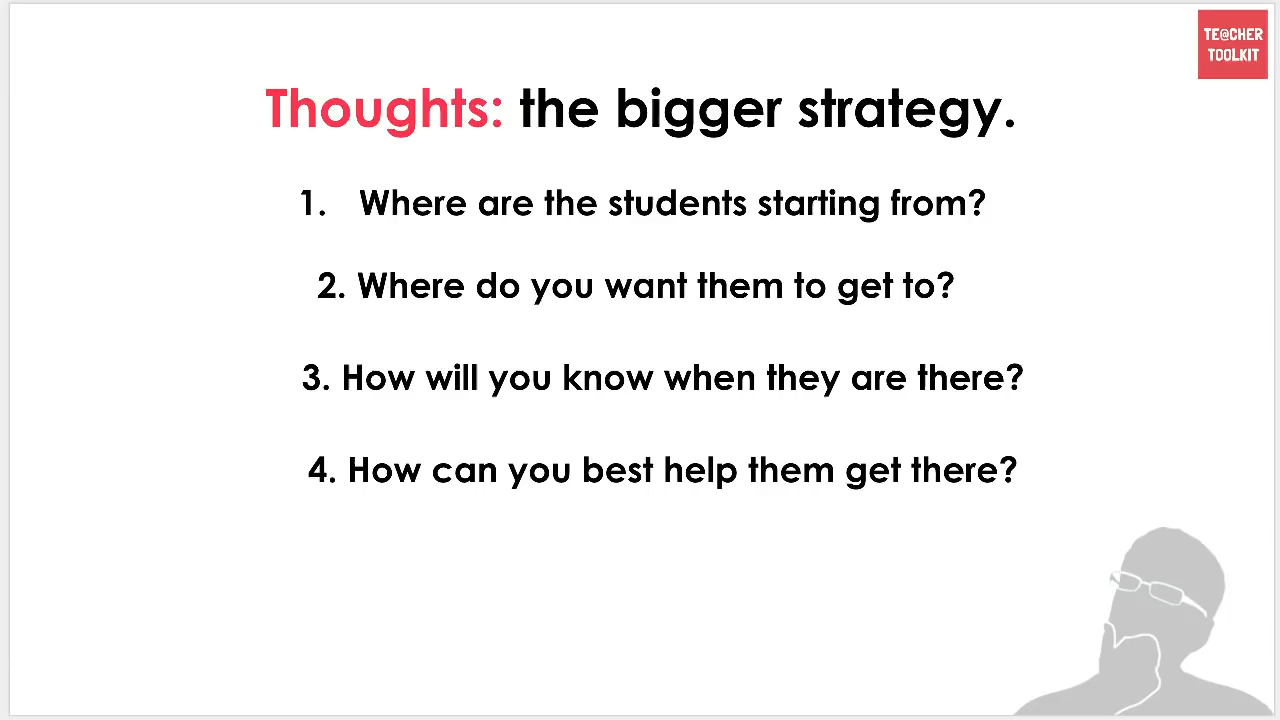 TE@CHER
TOOLKIT
Thoughts: the bigger strategy.
1. Where are the students starting from?
2. Where do you want them to get to?
3. How will you know when they are there?
4. How can you best help them get there?